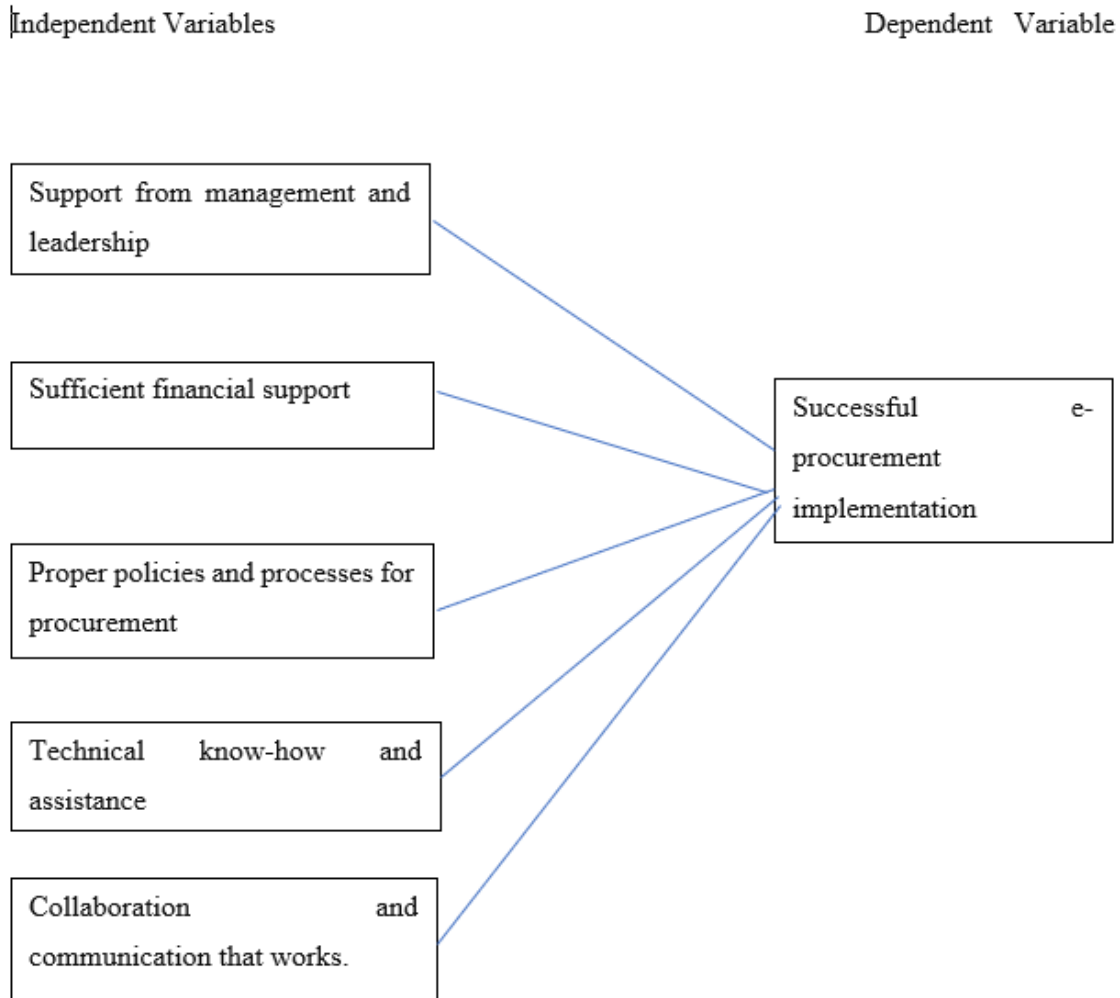 Independent Variables
Dependent Variable
Support from management and
leadership
Sufficient financial support
Successful e-
procurement
implementation
Proper policies and processes for
procurement
Technical know-how and
assistance
Collaboration and
communication that works.